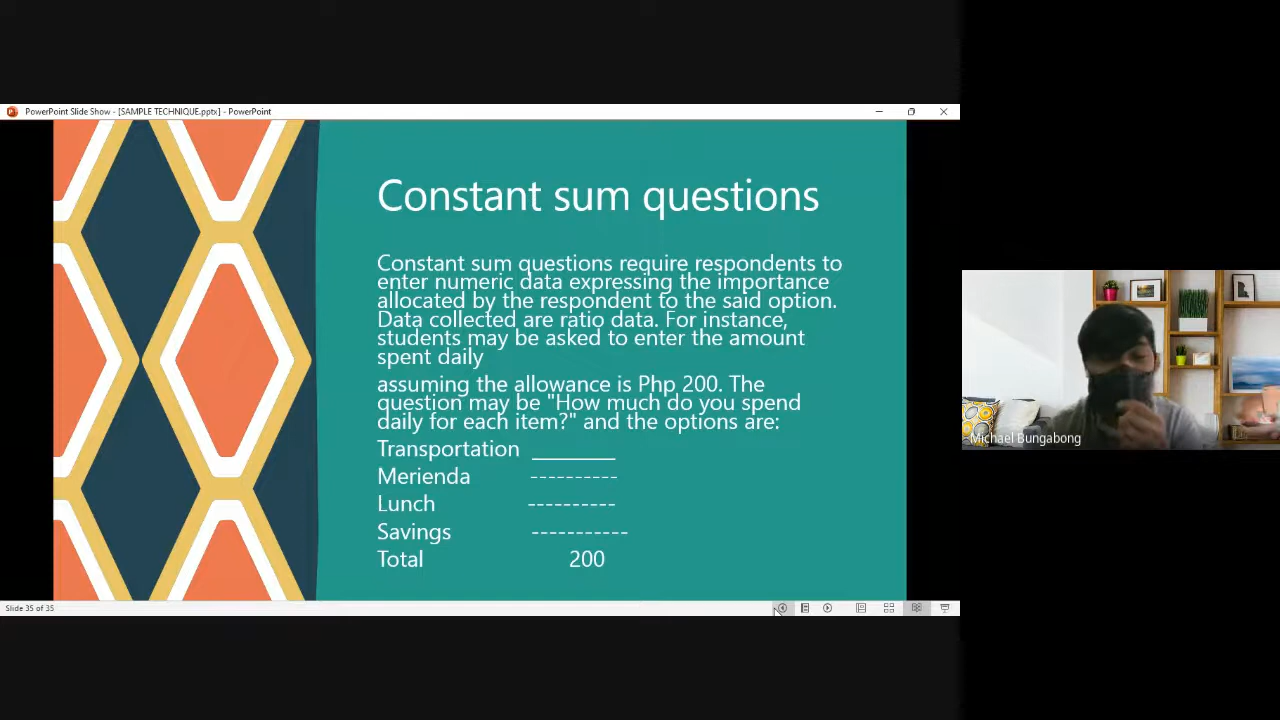 PowerPoint Slide Show - [SAMPLE TECHNIQUE.pptx] - PowerPoint
Constant sum questions
Constant sum questions require respondents to
enter numeric data expressing the importance
allocated by the respondent to the said option.
Data collected are ratio data. For instance,
students may be asked to enter the amount
spent daily
assuming the allowance is Php 200. The
question may be "How much do you spend
daily for each item?" and the options are:
Transportation ________
Merienda ----------
Lunch ----------
Savings -----------
Total 200
Michael Bungabong
Slide 35 of 35